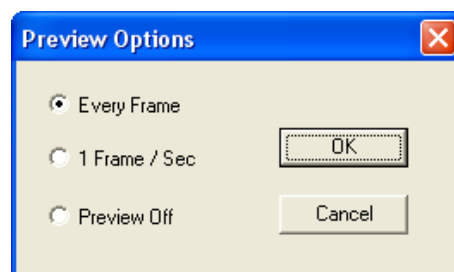 Preview Options
Every Frame
1 Frame / Sec
OK
Preview Off
Cancel